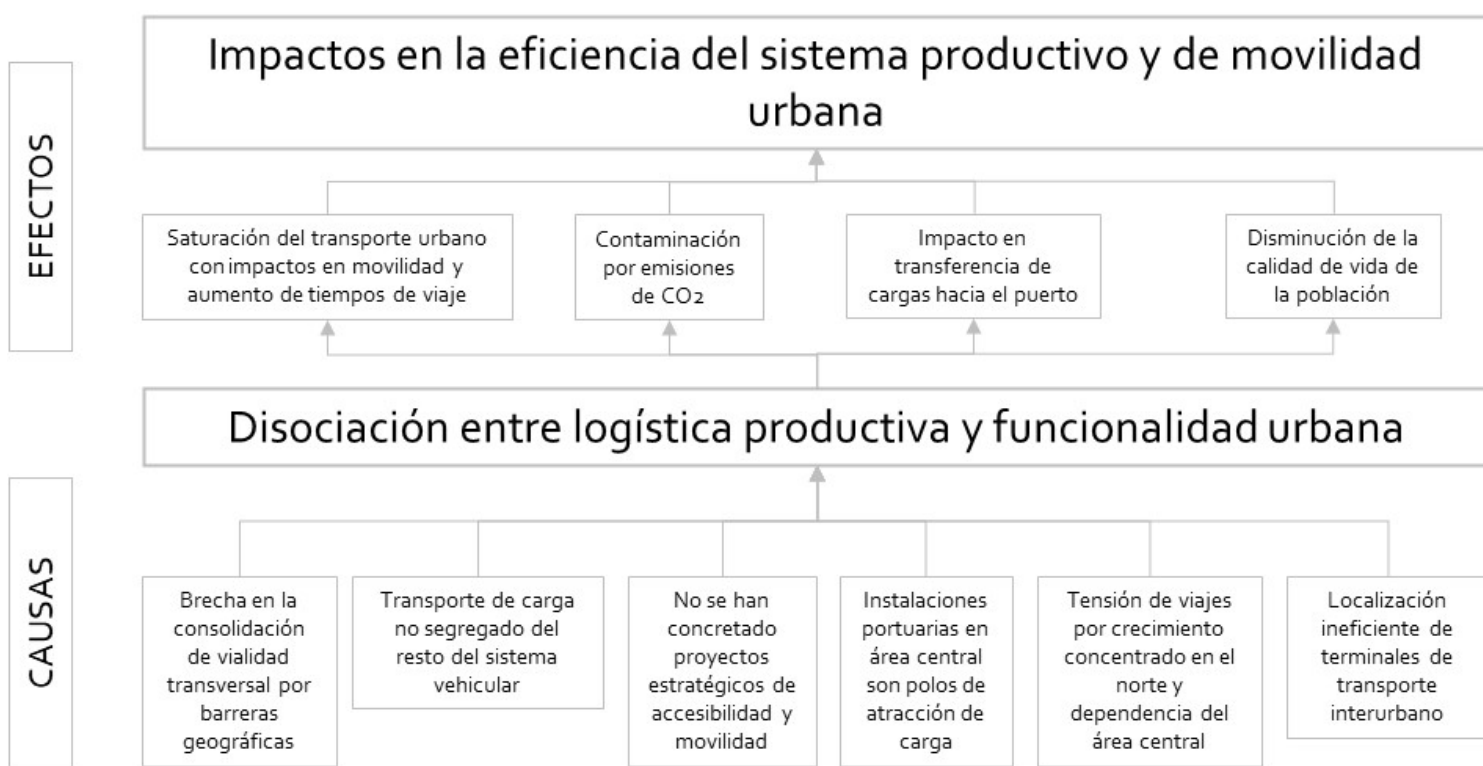 EFECTOS
Impactos en la eficiencia del sistema productivo y de movilidad
urbana
Saturación del transporte urbano
con impactos en movilidad y
aumento de tiempos de viaje
Contaminación
por emisiones
de CO2
Impacto en
transferencia de
cargas hacia el puerto
Disminución de la
calidad de vida de
la población
Disociación entre logística productiva y funcionalidad urbana
CAUSAS
Brecha en la
consolidación
de vialidad
transversal por
barreras
geográficas
Transporte de carga
no segregado del
resto del sistema
vehicular
No se han
concretado
proyectos
estratégicos de
accesibilidad y
movilidad
Instalaciones
portuarias en
área central
son polos de
atracción de
carga
Tensión de viajes
por crecimiento
concentrado en el
norte y
dependencia del
área central
Localización
ineficiente de
terminales de
transporte
interurbano